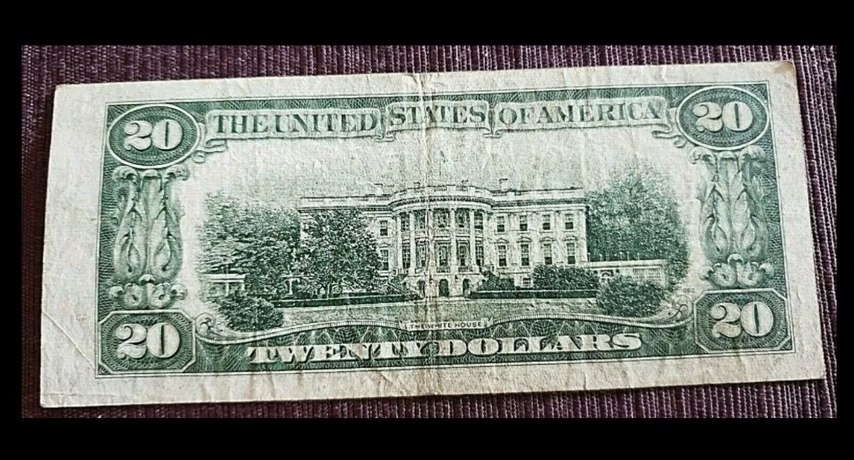 20 THE UNITED STATES OF AMERICA 20
THE WHITE HOUSE
20 TWENTY DOLLARS 20